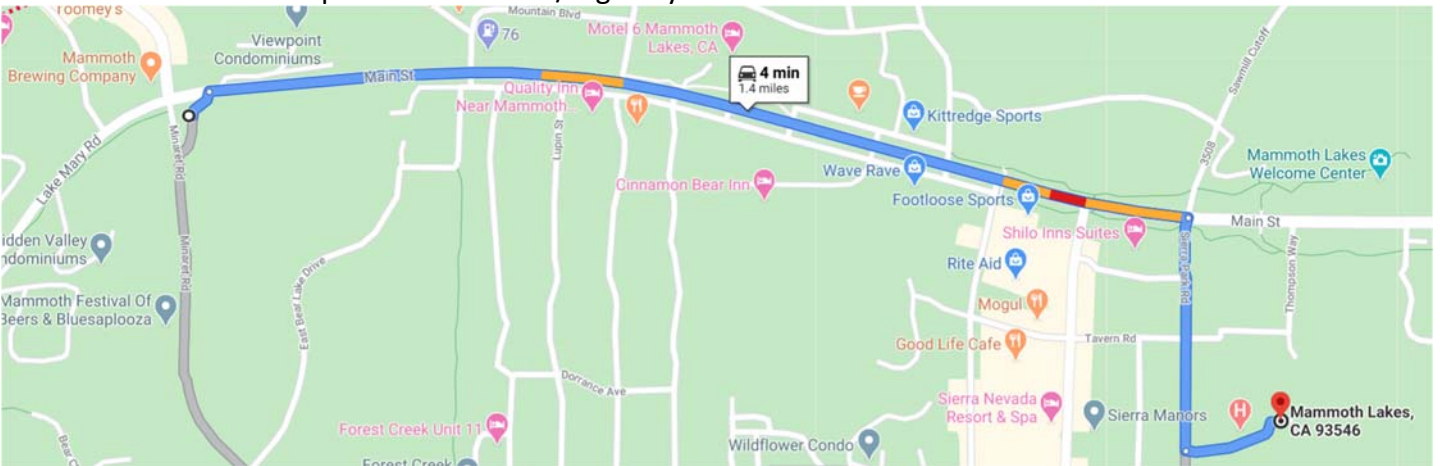 Toomey's
Mountain Blvd
76
Motel 6 Mammoth
Lakes, CA
Viewpoint
Condominiums
Mammoth
Brewing Company
Main St
4 min
1.4 miles
Quality Inn
Near Mammoth...
Kittredge Sports
Sawmill Cutoff
3508
Mammoth Lakes
Welcome Center
Lake Mary Rd
Minaret Rd
Lupin St
Wave Rave
Cinnamon Bear Inn
Footloose Sports
Shilo Inns Suites
Main St
idden Valley
ndominiums
Minaret Rd
East Bear Lake Drive
Rite Aid
Sierra Park Rd
Thompson Way
Mammoth Festival Of
Beers & Bluesaplooza
Mogul
Good Life Cafe
Tavern Rd
Dorrance Ave
Sierra Nevada
Resort & Spa
Sierra Manors
H
Mammoth Lakes,
CA 93546
Forest Creek Unit 11
Wildflower Condo
Forest Creek